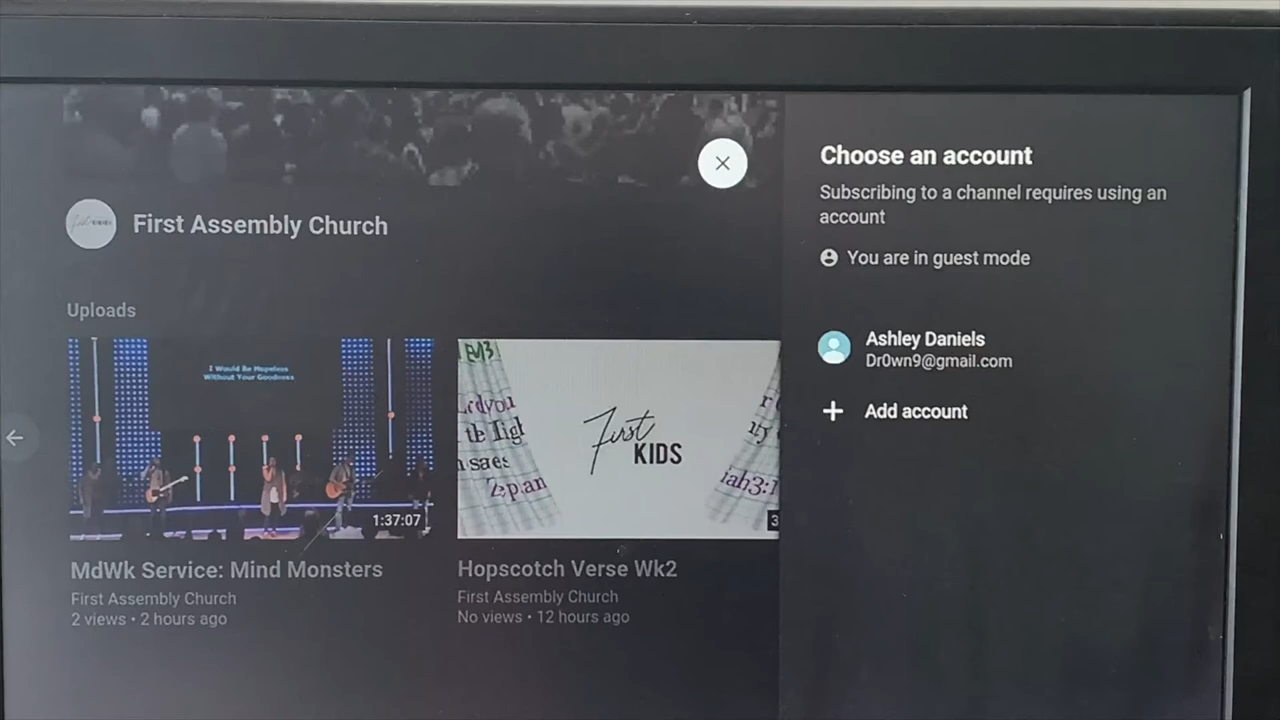 First Assembly Church
Uploads
I Would Be Hopeless
Without Your Goodness
1:37:07
MdWk Service: Mind Monsters
First Assembly Church
2 views • 2 hours ago
First
KIDS
3
Hopscotch Verse Wk2
First Assembly Church
No views • 12 hours ago
Choose an account
Subscribing to a channel requires using an
account
You are in guest mode
Ashley Daniels
Dr0wn9@gmail.com
Add account